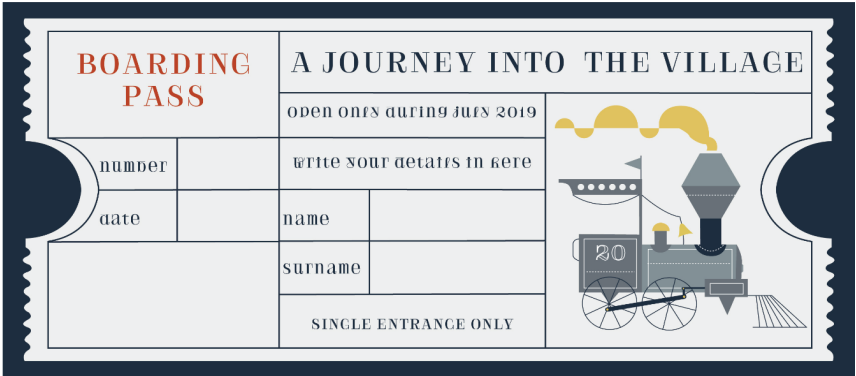 BOARDING
PASS
A JOURNEY INTO THE VILLAGE
open only during july 2019
number
write your details in here
date
name
surname
SINGLE ENTRANCE ONLY
20